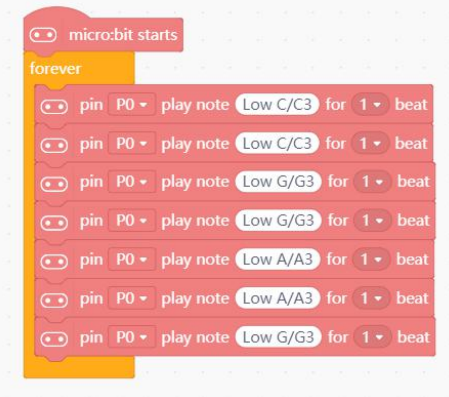 micro:bit starts
forever
pin P0 play note Low C/C3 for 1 beat
pin P0 play note Low C/C3 for 1 beat
pin P0 play note Low G/G3 for 1 beat
pin P0 play note Low G/G3 for 1 beat
pin P0 play note Low A/A3 for 1 beat
pin P0 play note Low A/A3 for 1 beat
pin P0 play note Low G/G3 for 1 beat